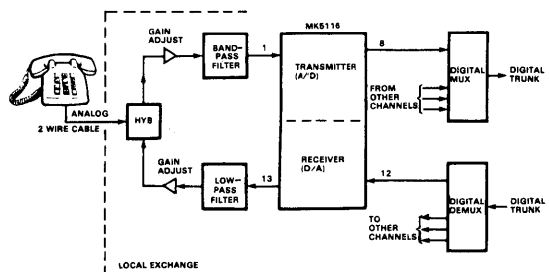 GAIN
ADJUST
BAND-
PASS
FILTER
1
MK5116
TRANSMITTER
(A/D)
8
DIGITAL
MUX
DIGITAL
TRUNK
FROM
OTHER
CHANNELS
ANALOG
2 WIRE CABLE
HYB
GAIN
ADJUST
LOW-
PASS
FILTER
13
RECEIVER
(D/A)
12
DIGITAL
DEMUX
DIGITAL
TRUNK
TO
OTHER
CHANNELS
LOCAL EXCHANGE